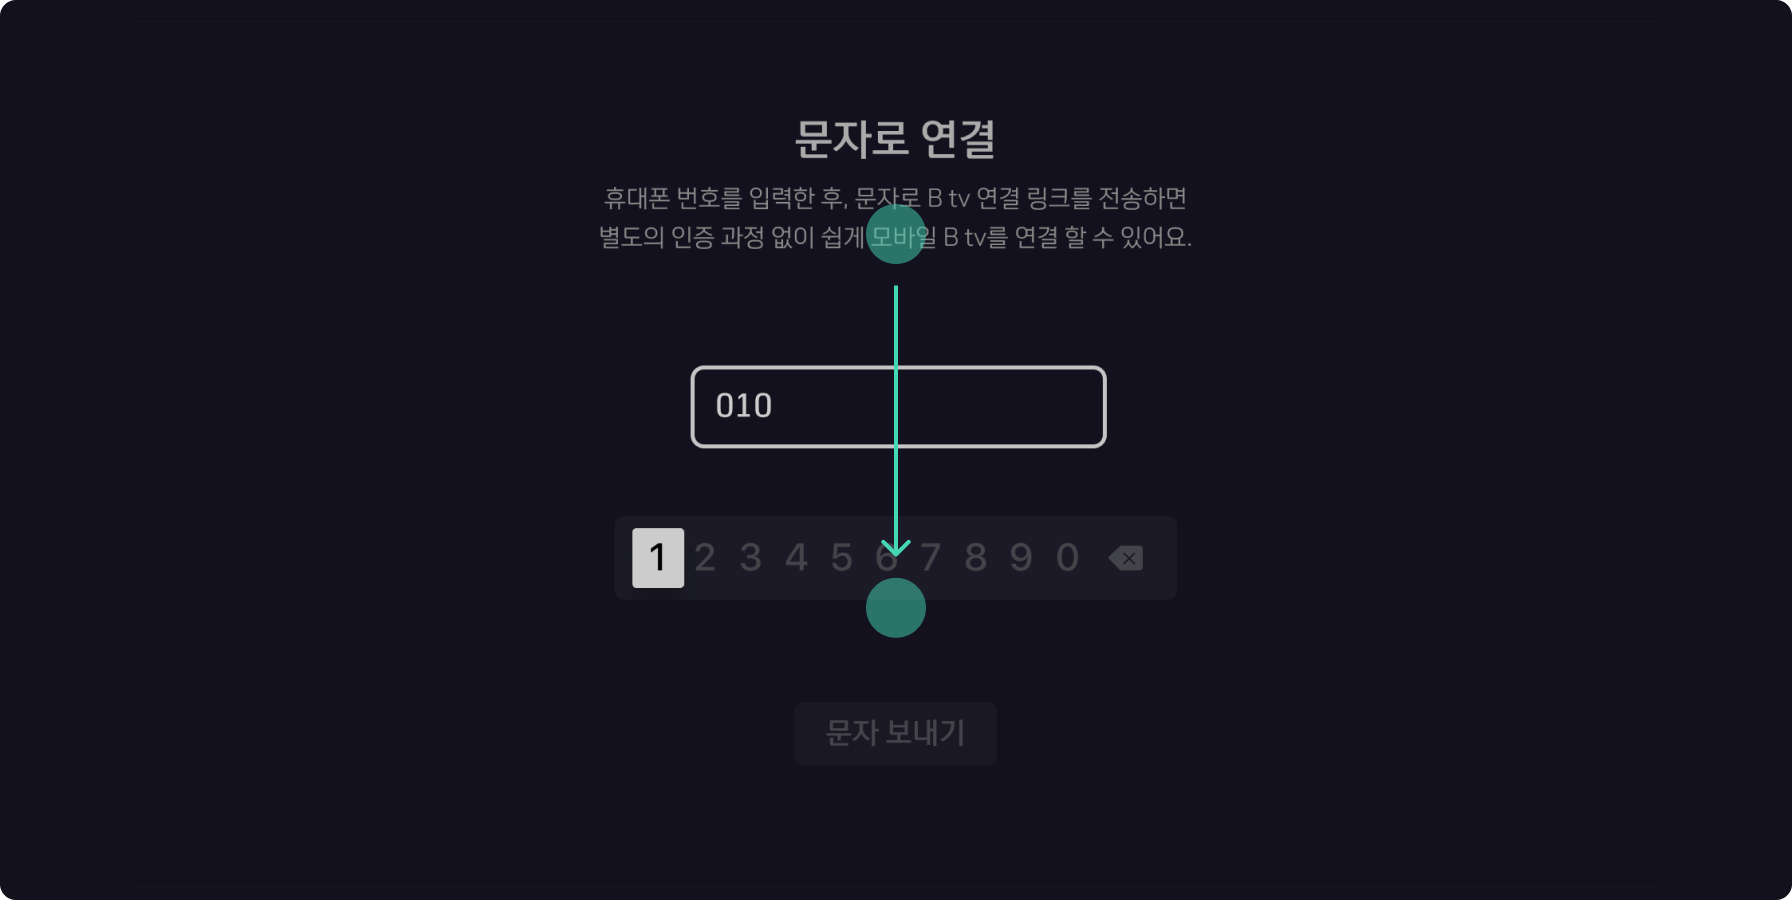 문자로 연결
휴대폰 번호를 입력한 후, 문자로 B tv 연결 링크를 전송하면
별도의 인증 과정 없이 쉽게 모바일 B tv를 연결 할 수 있어요.
010
1 2 3 4 5 6 7 8 9 0
문자 보내기